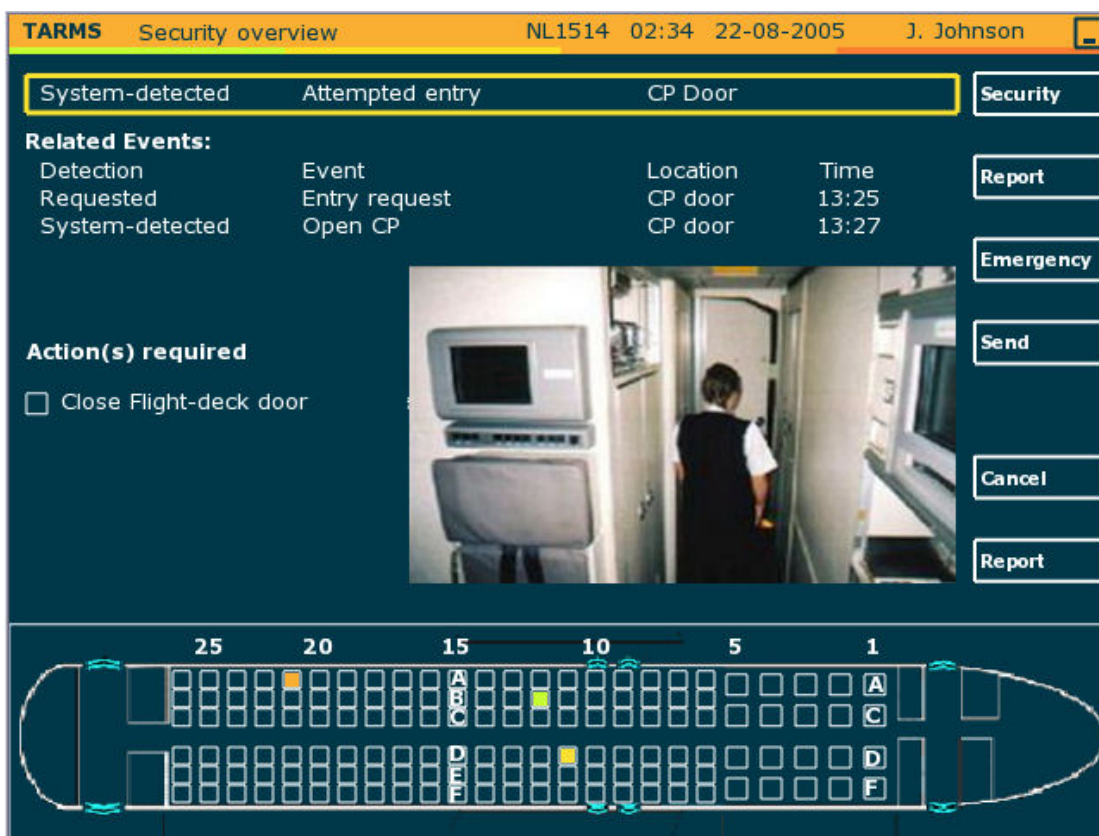 TARMS Security overview NL1514 02:34 22-08-2005 J. Johnson
System-detected Attempted entry CP Door
Security
Related Events:
Detection Event Location Time
Report
Requested Entry request CP door 13:25
System-detected Open CP CP door 13:27
Emergency
Action(s) required
Send
Close Flight-deck door
Cancel
Report
25 20 15 10 5 1
A A
B
C C
D D
E
F F